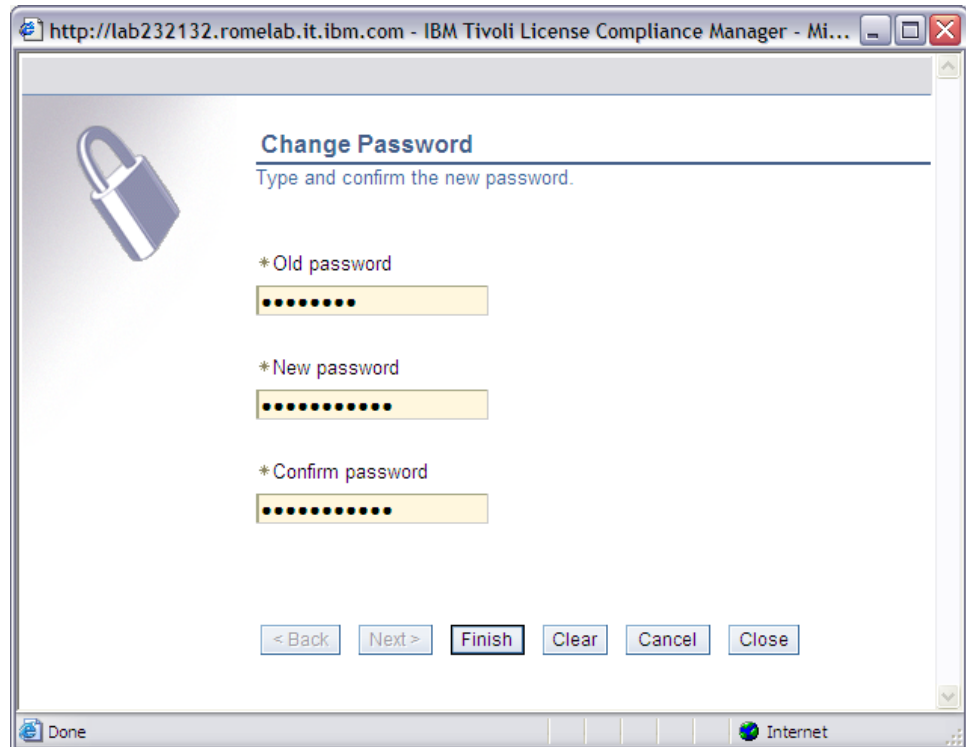 http://lab232132.romelab.it.ibm.com - IBM Tivoli License Compliance Manager - Mi...
Change Password
Type and confirm the new password.
*Old password
••••••••
*New password
•••••••••••
*Confirm password
•••••••••••
< Back Next > Finish Clear Cancel Close
Done Internet